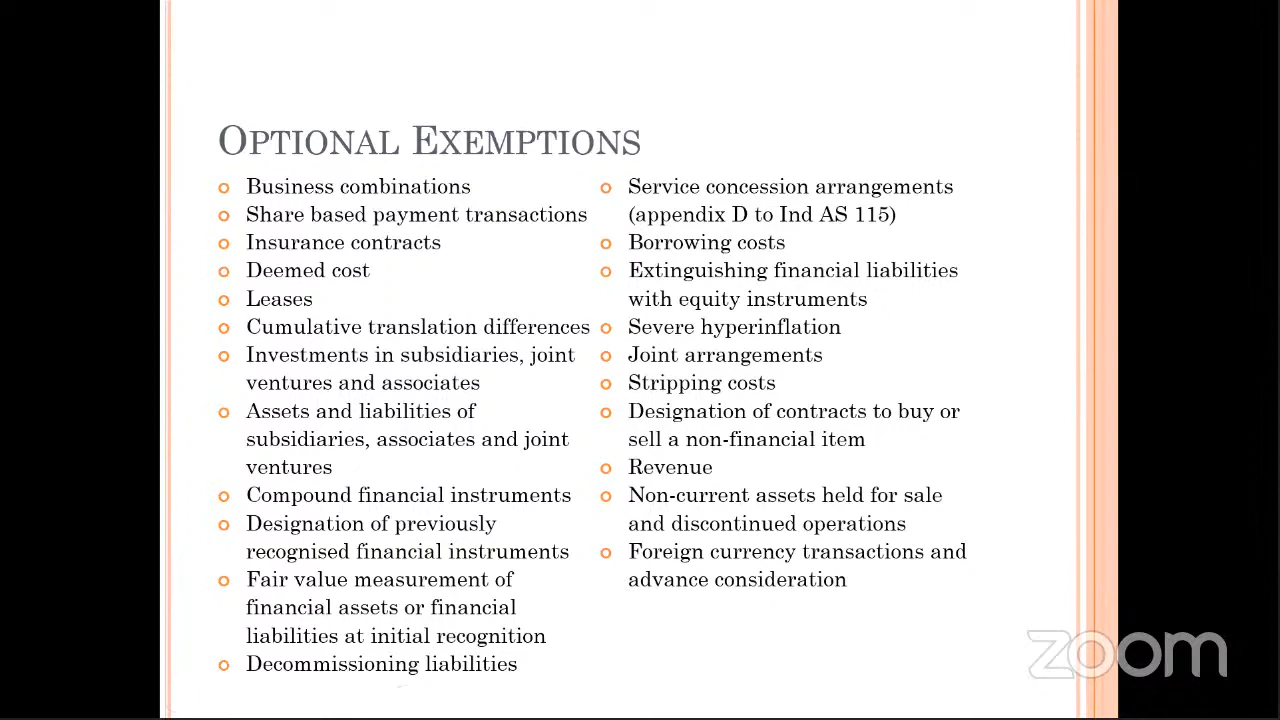 OPTIONAL EXEMPTIONS
Business combinations
Share based payment transactions
Insurance contracts
Deemed cost
Leases
Cumulative translation differences
Investments in subsidiaries, joint
ventures and associates
Assets and liabilities of
subsidiaries, associates and joint
ventures
Compound financial instruments
Designation of previously
recognised financial instruments
Fair value measurement of
financial assets or financial
liabilities at initial recognition
Decommissioning liabilities
Service concession arrangements
(appendix D to Ind AS 115)
Borrowing costs
Extinguishing financial liabilities
with equity instruments
Severe hyperinflation
Joint arrangements
Stripping costs
Designation of contracts to buy or
sell a non-financial item
Revenue
Non-current assets held for sale
and discontinued operations
Foreign currency transactions and
advance consideration
zoom